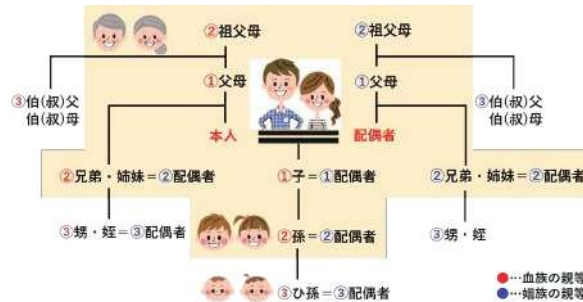 ②祖父母
②祖父母
③伯(叔)父
伯(叔)母
①父母
①父母
③伯(叔)父
伯(叔)母
本人
配偶者
②兄弟・姉妹=②配偶者
①子=①配偶者
②兄弟・姉妹=②配偶者
③甥・姪=③配偶者
②孫=②配偶者
③甥・姪
③ひ孫=③配偶者
●…血族の親等
●…姻族の親等